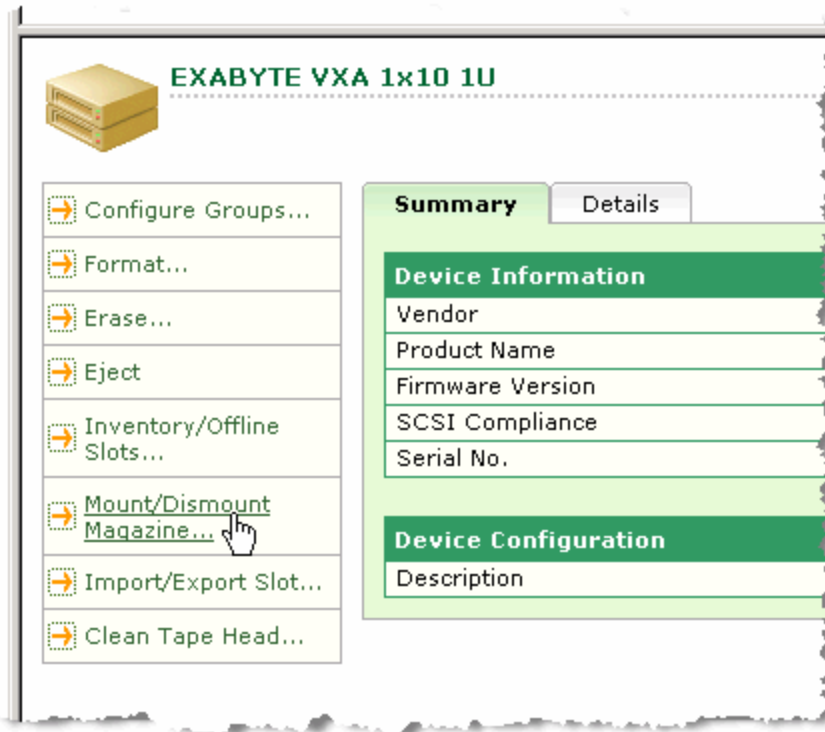 EXABYTE VXA 1x10 1U
Configure Groups...
Format...
Erase...
Eject
Inventory/Offline
Slots...
Mount/Dismount
Magazine...
Import/Export Slot...
Clean Tape Head...
Summary
Details
Device Information
Vendor
Product Name
Firmware Version
SCSI Compliance
Serial No.
Device Configuration
Description